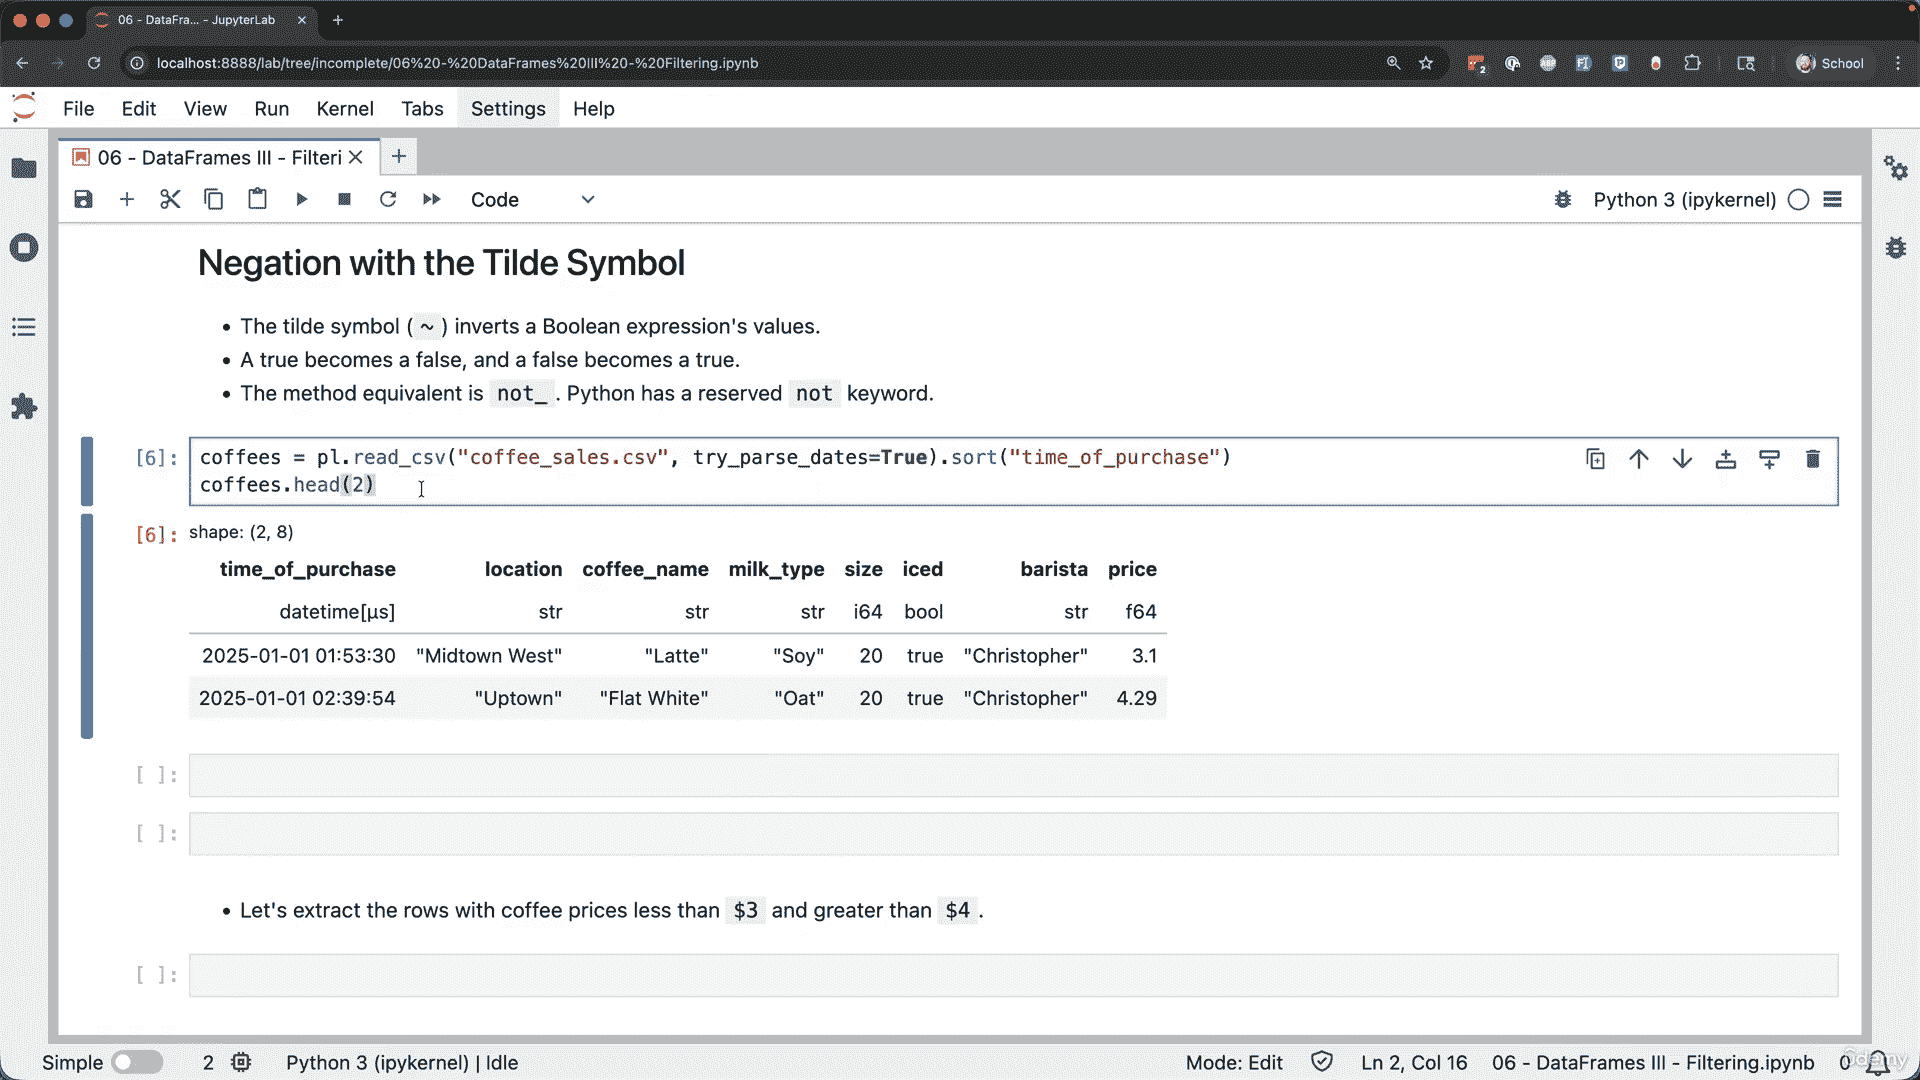 06 - DataFra... - JupyterLab
localhost:8888/lab/tree/incomplete/06%20-%20DataFrames%20III%20-%20Filtering.ipynb
2
School
File Edit View Run Kernel Tabs Settings Help
06 - DataFrames III - Filteri
Code
Python 3 (ipykernel)
Negation with the Tilde Symbol
• The tilde symbol ( ~ ) inverts a Boolean expression's values.
• A true becomes a false, and a false becomes a true.
• The method equivalent is not_ . Python has a reserved not keyword.
[6]: coffees = pl.read_csv("coffee_sales.csv", try_parse_dates=True).sort("time_of_purchase")
coffees.head(2)
[6]: shape: (2, 8)
time_of_purchase location coffee_name milk_type size iced barista price
datetime[μs] str str str i64 bool str f64
2025-01-01 01:53:30 "Midtown West" "Latte" "Soy" 20 true "Christopher" 3.1
2025-01-01 02:39:54 "Uptown" "Flat White" "Oat" 20 true "Christopher" 4.29
[ ]:
[ ]:
• Let's extract the rows with coffee prices less than $3 and greater than $4 .
[ ]:
Simple 2 Python 3 (ipykernel) | Idle Mode: Edit Ln 2, Col 16 06 - DataFrames III - Filtering.ipynb 0
Udemy